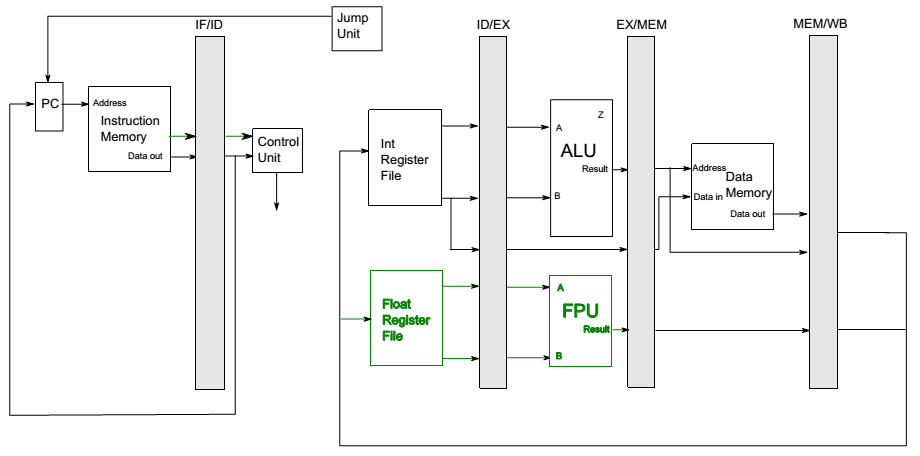 Jump
Unit
IF/ID
ID/EX
EX/MEM
MEM/WB
PC
Address
Instruction
Memory
Data out
Control
Unit
Int
Register
File
A
Z
ALU
Result
B
Address
Data
Memory
Data in
Data out
Float
Register
File
A
FPU
Result
B